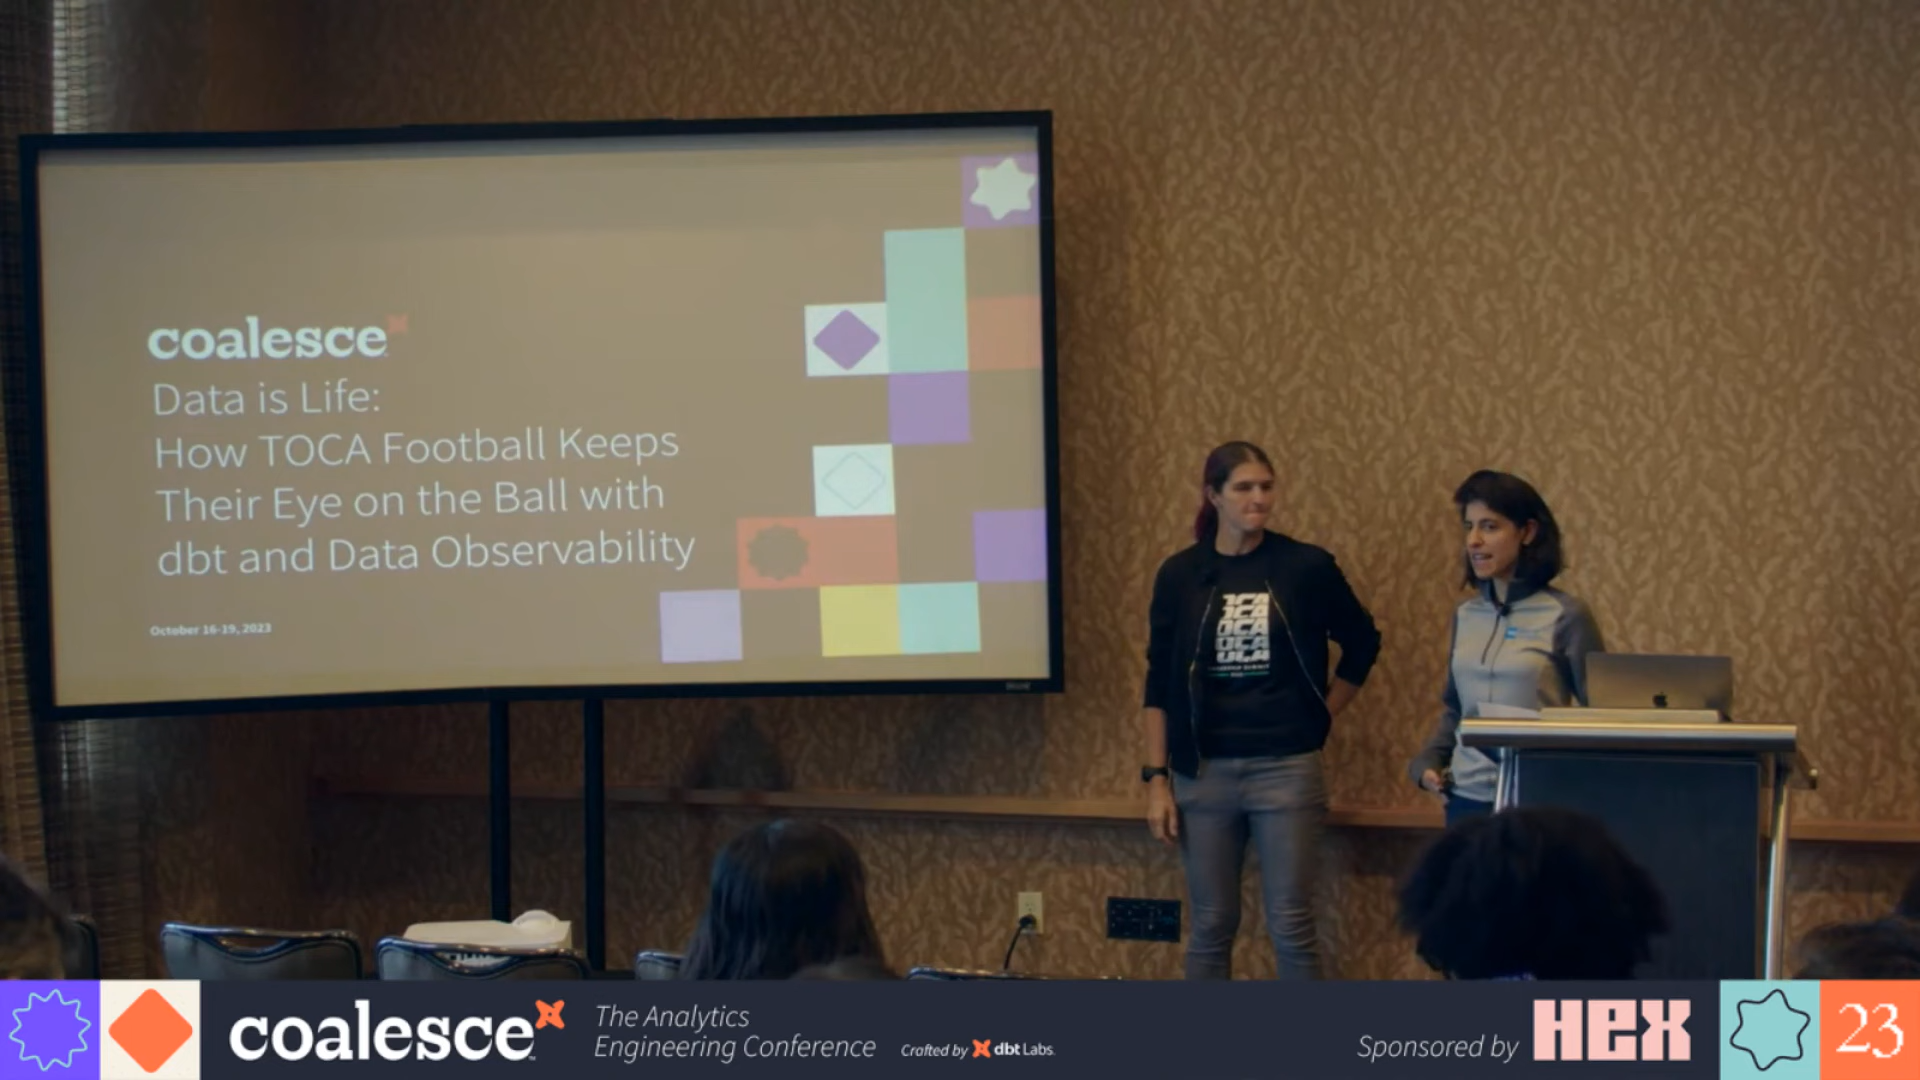 coalesce
Data is Life:
How TOCA Football Keeps
Their Eye on the Ball with
dbt and Data Observability
October 16-19, 2023
coalesce
The Analytics
Engineering Conference
Crafted by dbt Labs
Sponsored by HEX
23